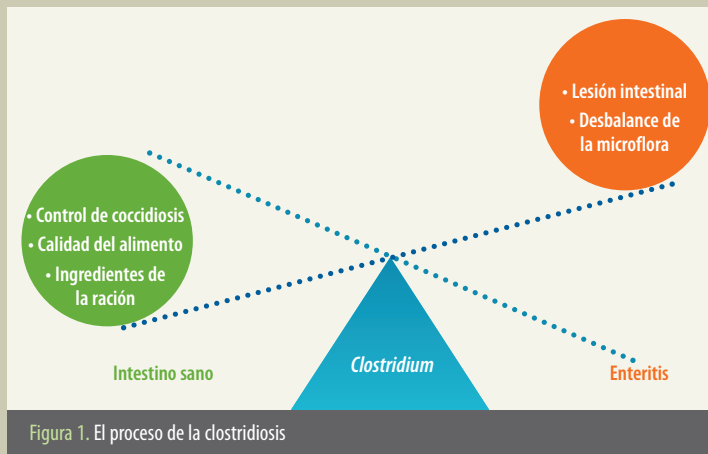 • Lesión intestinal
• Desbalance de
la microflora
• Control de coccidiosis
• Calidad del alimento
• Ingredientes de
la ración
Clostridium
Intestino sano
Enteritis
Figura 1. El proceso de la clostridiosis